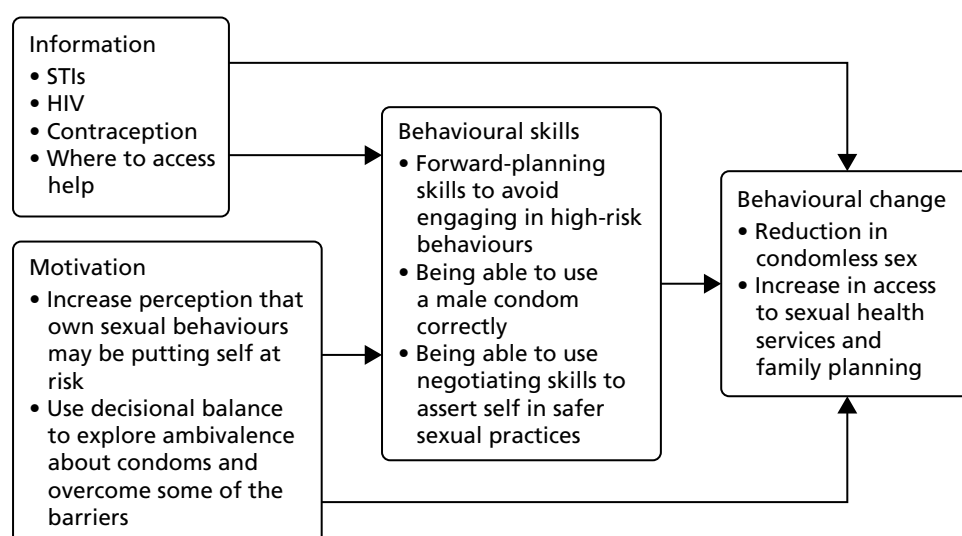 Information
• STIs
• HIV
• Contraception
• Where to access
help
Motivation
• Increase perception that
own sexual behaviours
may be putting self at
risk
• Use decisional balance
to explore ambivalence
about condoms and
overcome some of the
barriers
Behavioural skills
• Forward-planning
skills to avoid
engaging in high-risk
behaviours
• Being able to use
a male condom
correctly
• Being able to use
negotiating skills to
assert self in safer
sexual practices
Behavioural change
• Reduction in
condomless sex
• Increase in access
to sexual health
services and
family planning